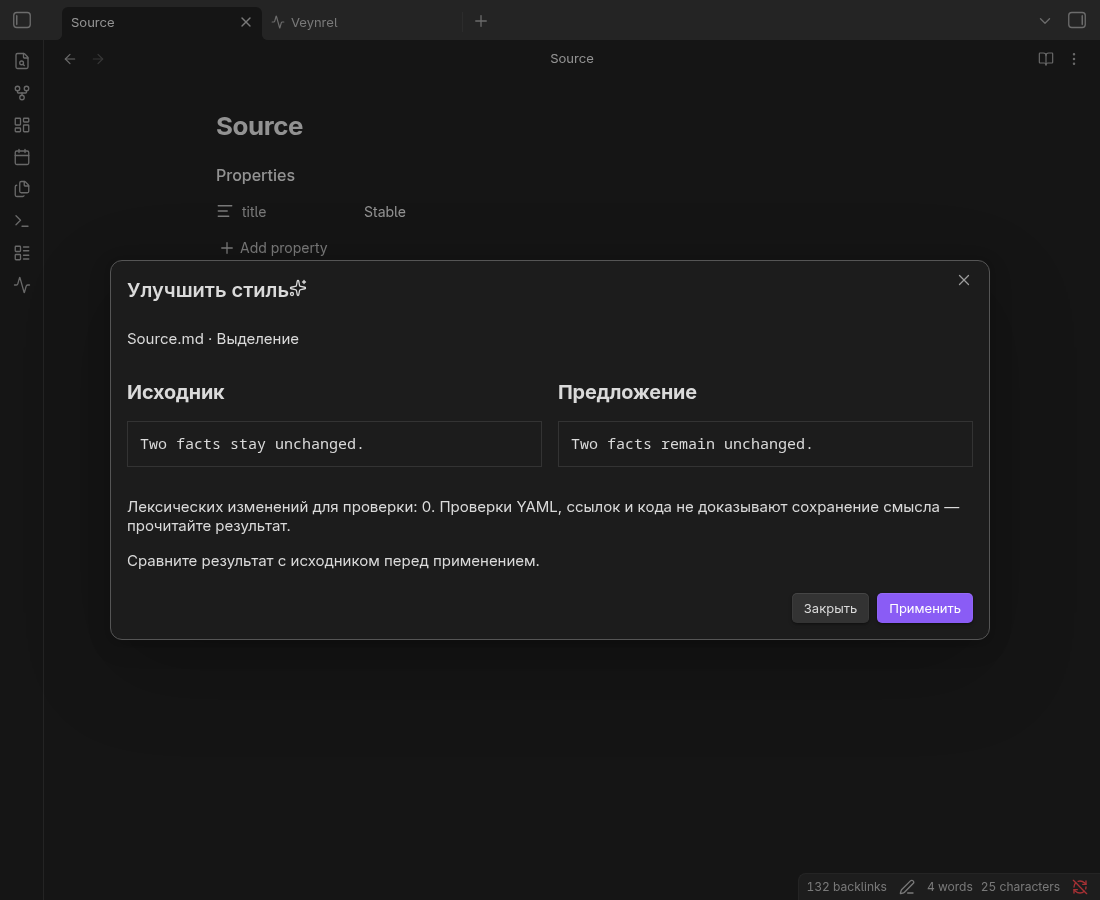 Source
Veynrel
Source
Source
Properties
title
Stable
Add property
Улучшить стиль
Source.md · Выделение
Исходник
Предложение
Two facts stay unchanged.
Two facts remain unchanged.
Лексических изменений для проверки: 0. Проверки YAML, ссылок и кода не доказывают сохранение смысла —
прочитайте результат.
Сравните результат с исходником перед применением.
Закрыть
Применить
132 backlinks
4 words
25 characters